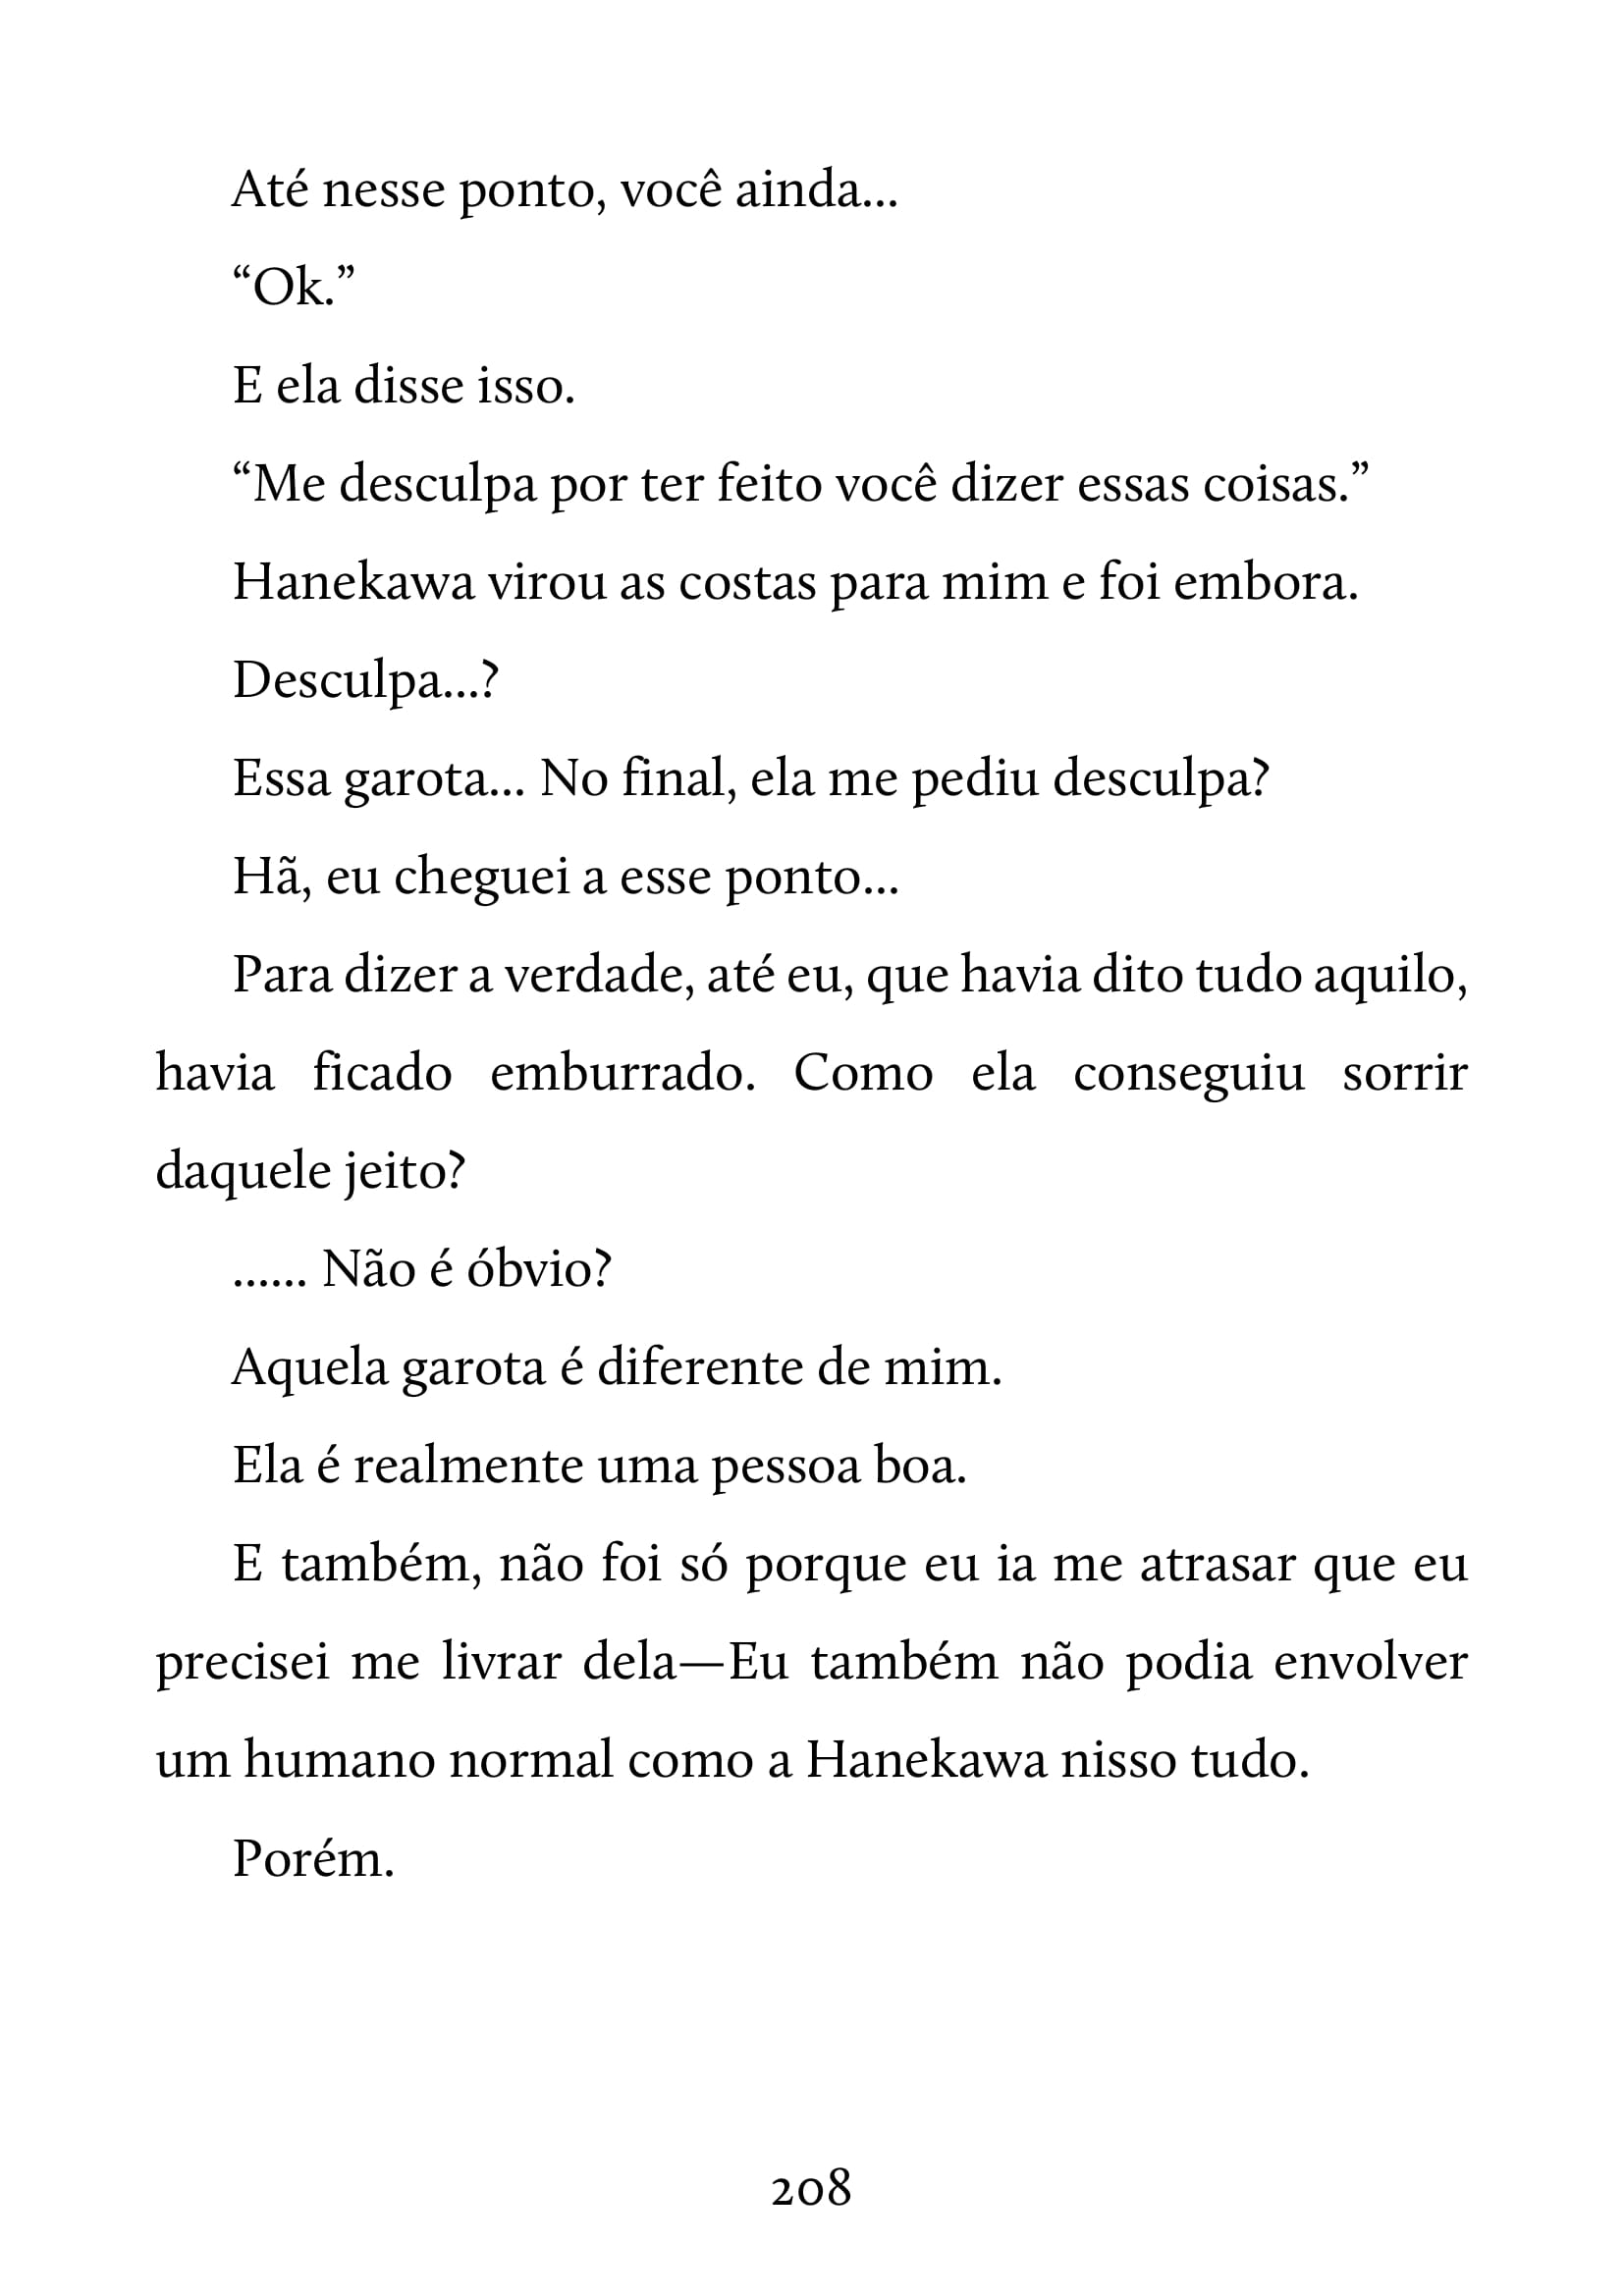 Até nesse ponto, você ainda...
“Ok.”
E ela disse isso.
“Me desculpa por ter feito você dizer essas coisas.”
Hanekawa virou as costas para mim e foi embora.
Desculpa...?
Essa garota... No final, ela me pediu desculpa?
Hã, eu cheguei a esse ponto...
Para dizer a verdade, até eu, que havia dito tudo aquilo,
havia ficado emburrado. Como ela conseguiu sorrir
daquele jeito?
...... Não é óbvio?
Aquela garota é diferente de mim.
Ela é realmente uma pessoa boa.
E também, não foi só porque eu ia me atrasar que eu
precisei me livrar dela—Eu também não podia envolver
um humano normal como a Hanekawa nisso tudo.
Porém.
208